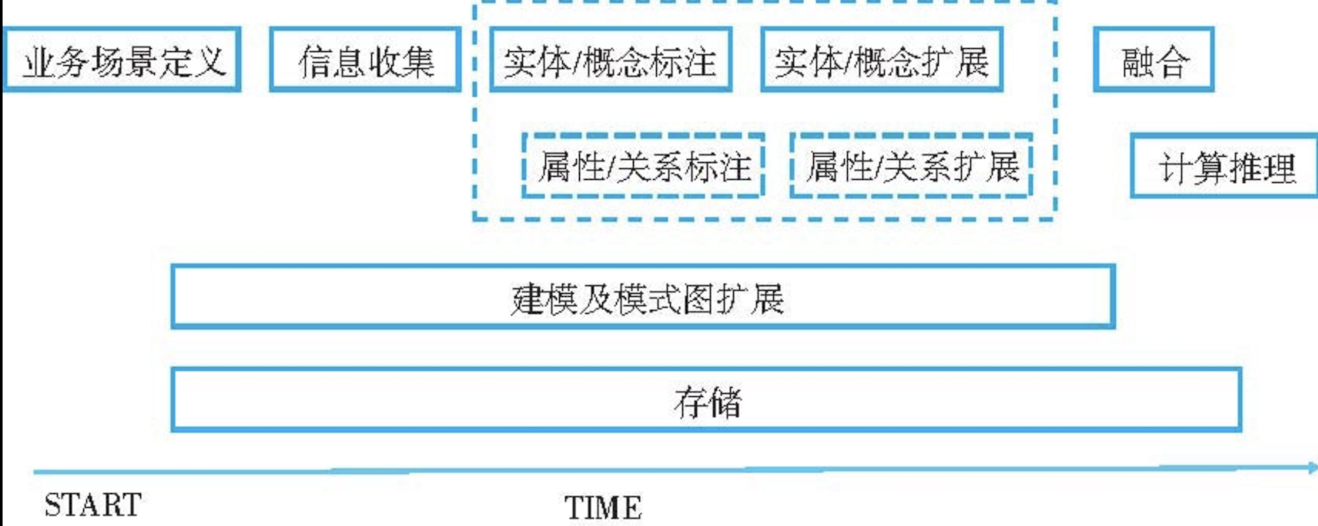 业务场景定义 信息收集 实体/概念标注 实体/概念扩展 融合
属性/关系标注 属性/关系扩展 计算推理
建模及模式图扩展
存储
START TIME